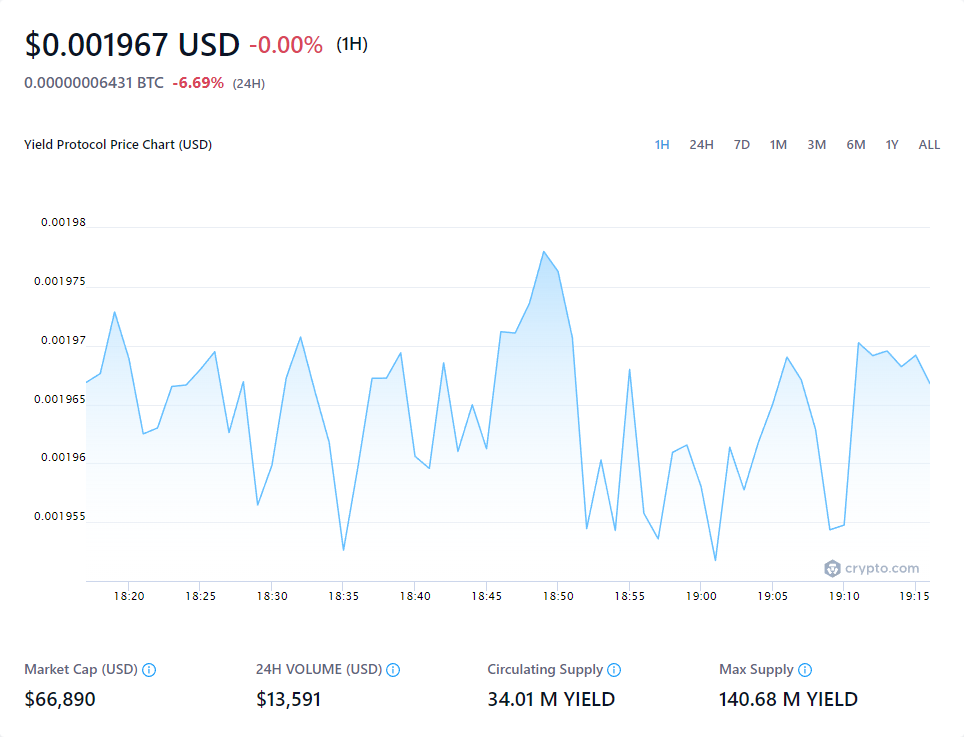 $0.001967 USD -0.00% (1H)
0.00000006431 BTC -6.69% (24H)
Yield Protocol Price Chart (USD) 1H 24H 7D 1M 3M 6M 1Y ALL
0.00198
0.001975
0.00197
0.001965
0.00196
0.001955
crypto.com
18:20 18:25 18:30 18:35 18:40 18:45 18:50 18:55 19:00 19:05 19:10 19:15
Market Cap (USD) 24H VOLUME (USD) Circulating Supply Max Supply
$66,890 $13,591 34.01 M YIELD 140.68 M YIELD